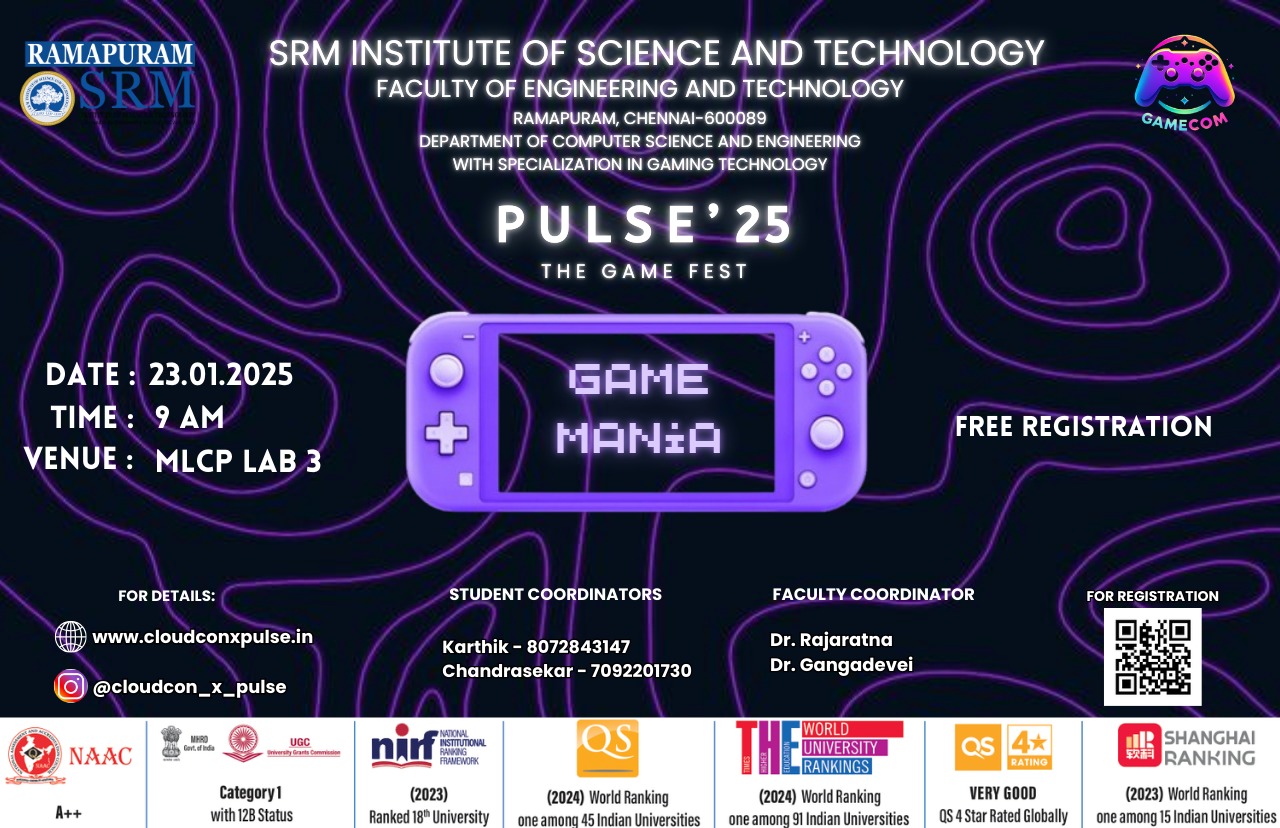 RAMAPURAM
SRM
SRM INSTITUTE OF SCIENCE AND TECHNOLOGY
FACULTY OF ENGINEERING AND TECHNOLOGY
RAMAPURAM, CHENNAI-600089
DEPARTMENT OF COMPUTER SCIENCE AND ENGINEERING
WITH SPECIALIZATION IN GAMING TECHNOLOGY
GAMECOM
PULSE'25
THE GAME FEST
GAME
MANiA
DATE : 23.01.2025
TIME : 9 AM
VENUE : MLCP LAB 3
FREE REGISTRATION
FOR DETAILS:
www.cloudconxpulse.in
@cloudcon_x_pulse
STUDENT COORDINATORS
Karthik - 8072843147
Chandrasekar - 7092201730
FACULTY COORDINATOR
Dr. Rajaratna
Dr. Gangadevei
FOR REGISTRATION
NAAC
A++
MHRD
Govt. of India
UGC
University Grants Commission
Category 1
with 12B Status
nirf
NATIONAL
INSTITUTIONAL
RANKING
FRAMEWORK
(2023)
Ranked 18th University
QS
(2024) World Ranking
one among 45 Indian Universities
THE
TIMES
HIGHER
EDUCATION
WORLD
UNIVERSITY
RANKINGS
(2024) World Ranking
one among 91 Indian Universities
QS
4★
RATING
VERY GOOD
QS 4 Star Rated Globally
软科
SHANGHAI
RANKING
(2023) World Ranking
one among 15 Indian Universities